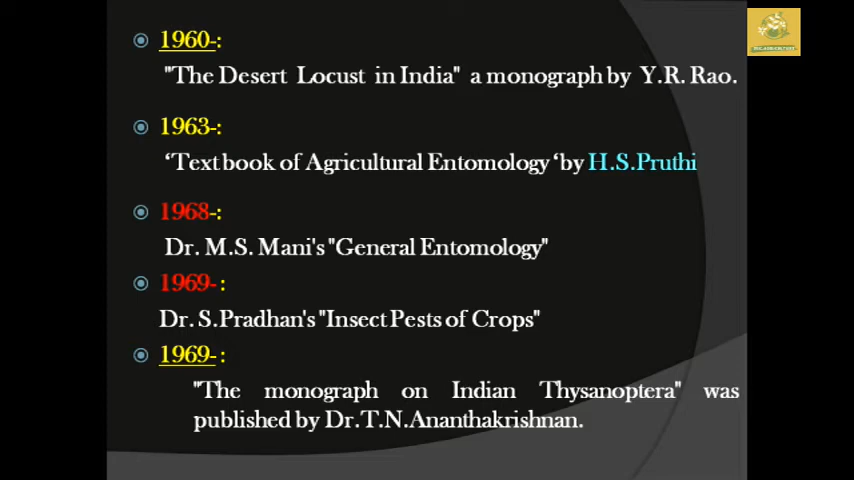 1960-:
"The Desert Locust in India" a monograph by Y.R. Rao.
1963-:
‘Textbook of Agricultural Entomology ‘by H.S.Pruthi
1968-:
Dr. M.S. Mani's "General Entomology"
1969- :
Dr. S.Pradhan's "Insect Pests of Crops"
1969- :
"The monograph on Indian Thysanoptera" was
published by Dr.T.N.Ananthakrishnan.